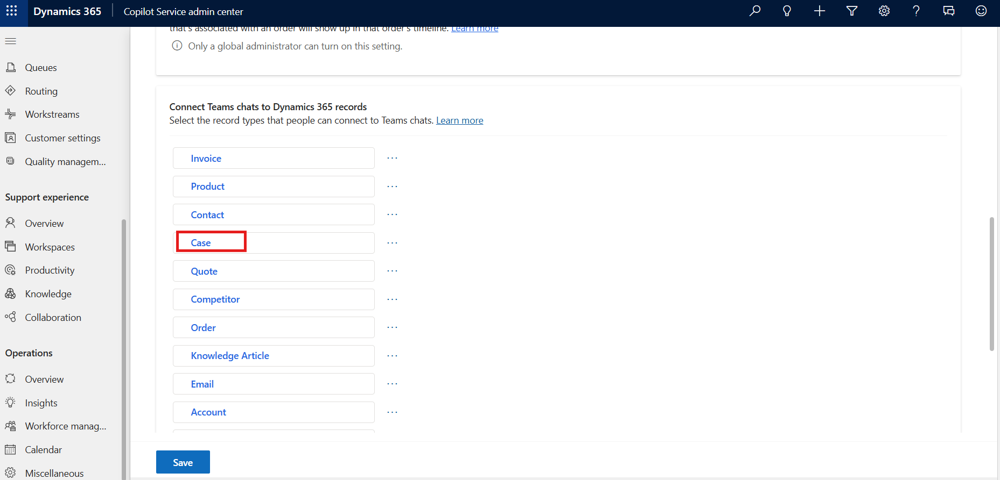 Dynamics 365
Copilot Service admin center
that's associated with an order will show up in that order's timeline. Learn more
Only a global administrator can turn on this setting.
Queues
Routing
Workstreams
Customer settings
Quality managem...
Support experience
Overview
Workspaces
Productivity
Knowledge
Collaboration
Operations
Overview
Insights
Workforce manag...
Calendar
Miscellaneous
Connect Teams chats to Dynamics 365 records
Select the record types that people can connect to Teams chats. Learn more
Invoice
Product
Contact
Case
Quote
Competitor
Order
Knowledge Article
Email
Account
Save